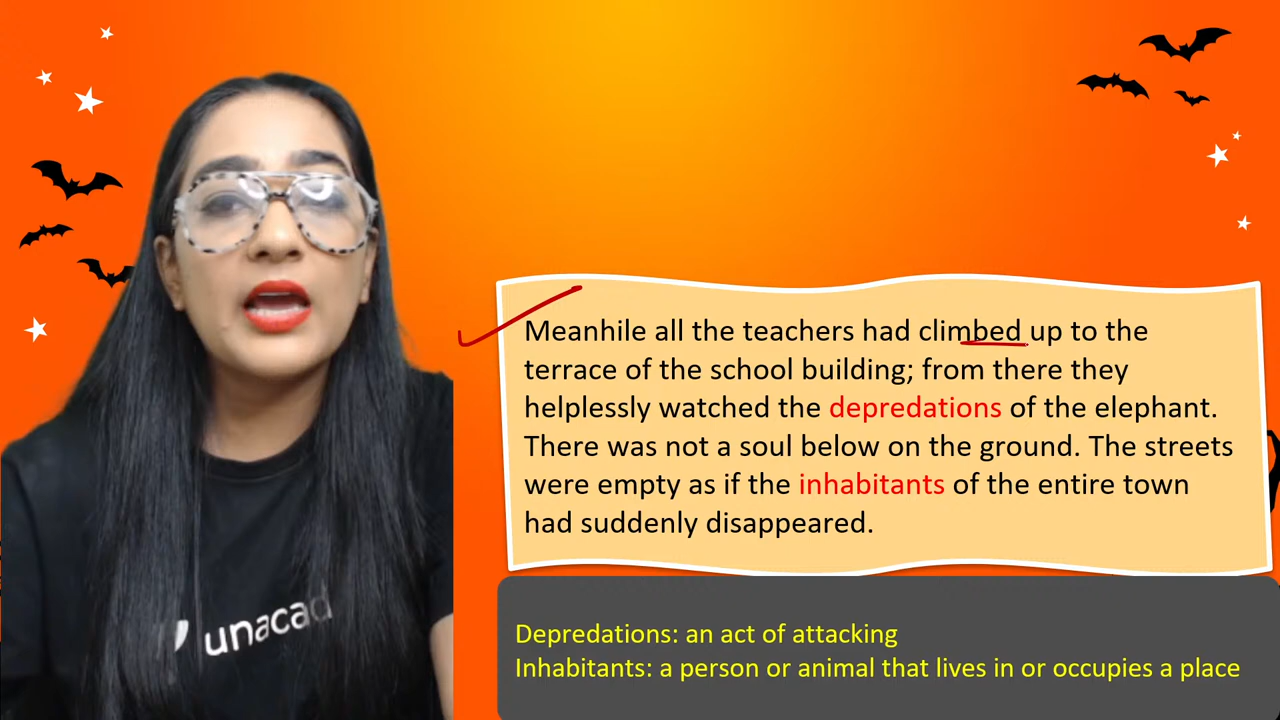 Meanhile all the teachers had climbed up to the
terrace of the school building; from there they
helplessly watched the depredations of the elephant.
There was not a soul below on the ground. The streets
were empty as if the inhabitants of the entire town
had suddenly disappeared.
Depredations: an act of attacking
Inhabitants: a person or animal that lives in or occupies a place
unacad